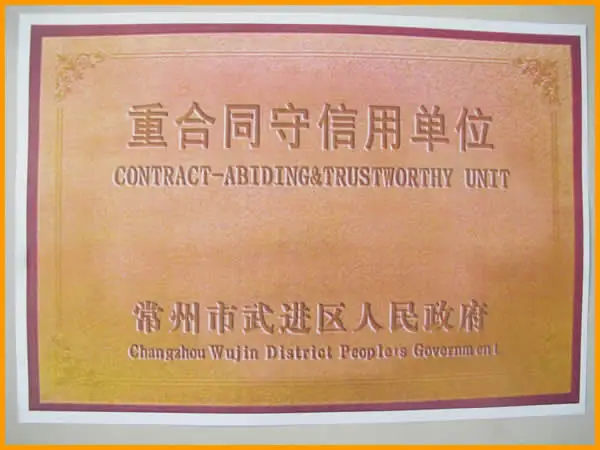 重合同守信用单位
CONTRACT-ABIDING&TRUSTWORTHY UNIT
常州市武进区人民政府
Changzhou Wujin District People's Government